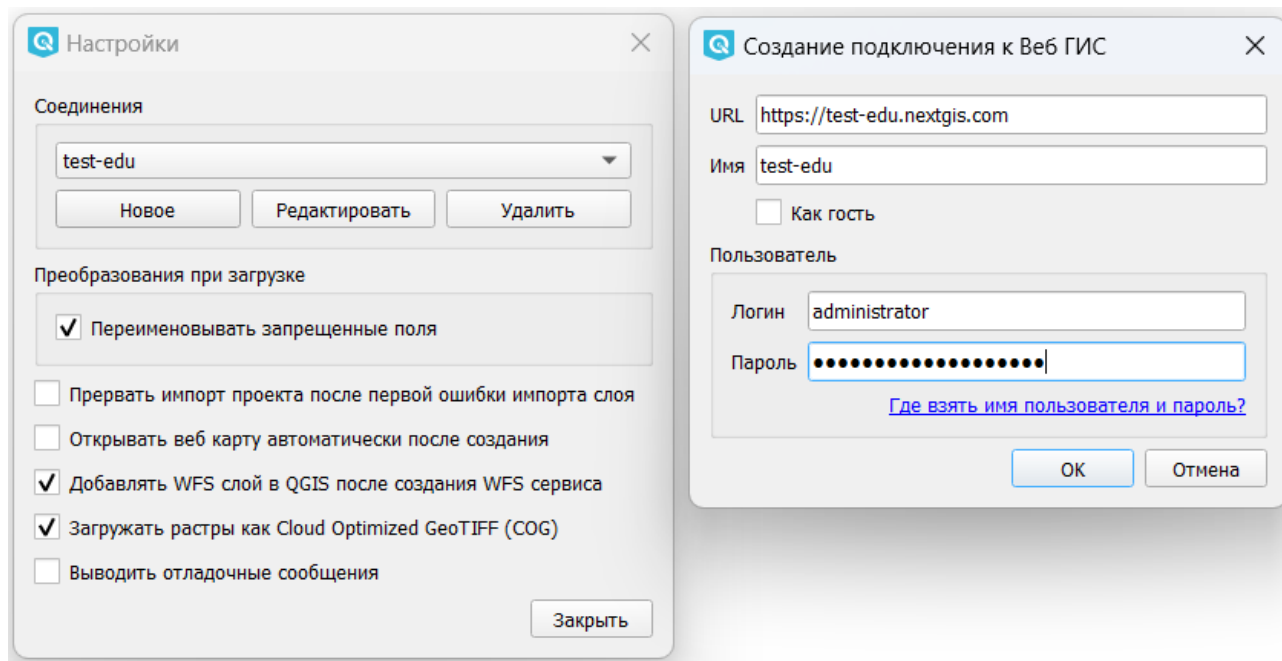 Настройки
Соединения
test-edu
Новое Редактировать Удалить
Преобразования при загрузке
Переименовывать запрещенные поля
Прервать импорт проекта после первой ошибки импорта слоя
Открывать веб карту автоматически после создания
Добавлять WFS слой в QGIS после создания WFS сервиса
Загружать растры как Cloud Optimized GeoTIFF (COG)
Выводить отладочные сообщения
Закрыть
Создание подключения к Веб ГИС
URL https://test-edu.nextgis.com
Имя test-edu
Как гость
Пользователь
Логин administrator
Пароль ●●●●●●●●●●●●●●●●●●●
Где взять имя пользователя и пароль?
OK Отмена